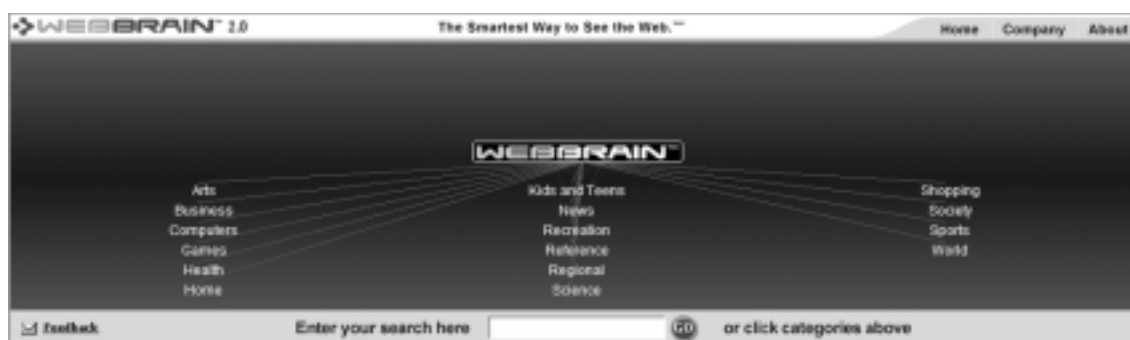 WEBBRAIN™ 2.0
The Smartest Way to See the Web.™
Home Company About
WEBBRAIN™
Arts
Business
Computers
Games
Health
Home
Kids and Teens
News
Recreation
Reference
Regional
Science
Shopping
Society
Sports
World
feedback Enter your search here GO or click categories above